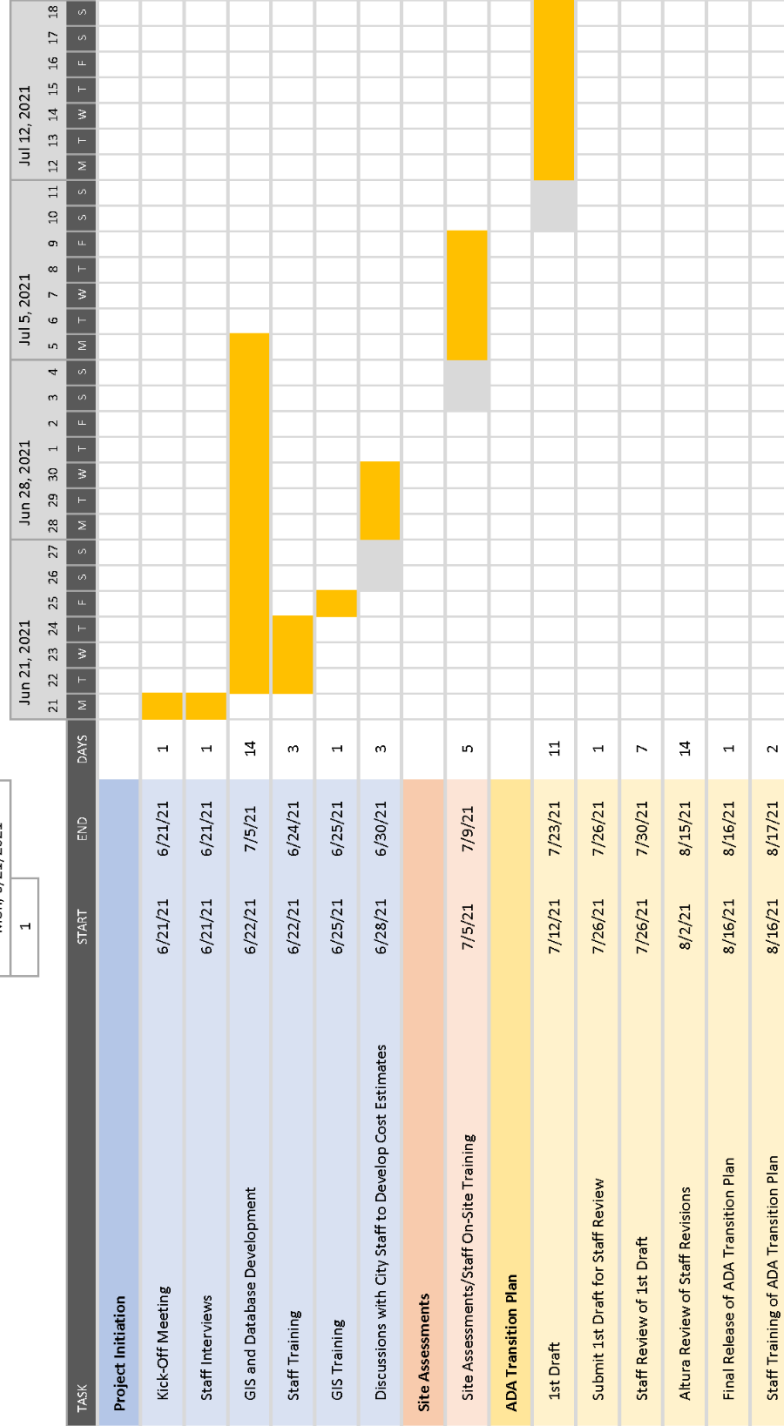 1
Jun 21, 2021 Jun 28, 2021 Jul 5, 2021 Jul 12, 2021
21 22 23 24 25 26 27 28 29 30 1 2 3 4 5 6 7 8 9 10 11 12 13 14 15 16 17 18
TASK START END DAYS M T W T F S S M T W T F S S M T W T F S S M T W T F S S
Project Initiation
Kick-Off Meeting 6/21/21 6/21/21 1
Staff Interviews 6/21/21 6/21/21 1
GIS and Database Development 6/22/21 7/5/21 14
Staff Training 6/22/21 6/24/21 3
GIS Training 6/25/21 6/25/21 1
Discussions with City Staff to Develop Cost Estimates 6/28/21 6/30/21 3
Site Assessments
Site Assessments/Staff On-Site Training 7/5/21 7/9/21 5
ADA Transition Plan
1st Draft 7/12/21 7/23/21 11
Submit 1st Draft for Staff Review 7/26/21 7/26/21 1
Staff Review of 1st Draft 7/26/21 7/30/21 7
Altura Review of Staff Revisions 8/2/21 8/15/21 14
Final Release of ADA Transition Plan 8/16/21 8/16/21 1
Staff Training of ADA Transition Plan 8/16/21 8/17/21 2